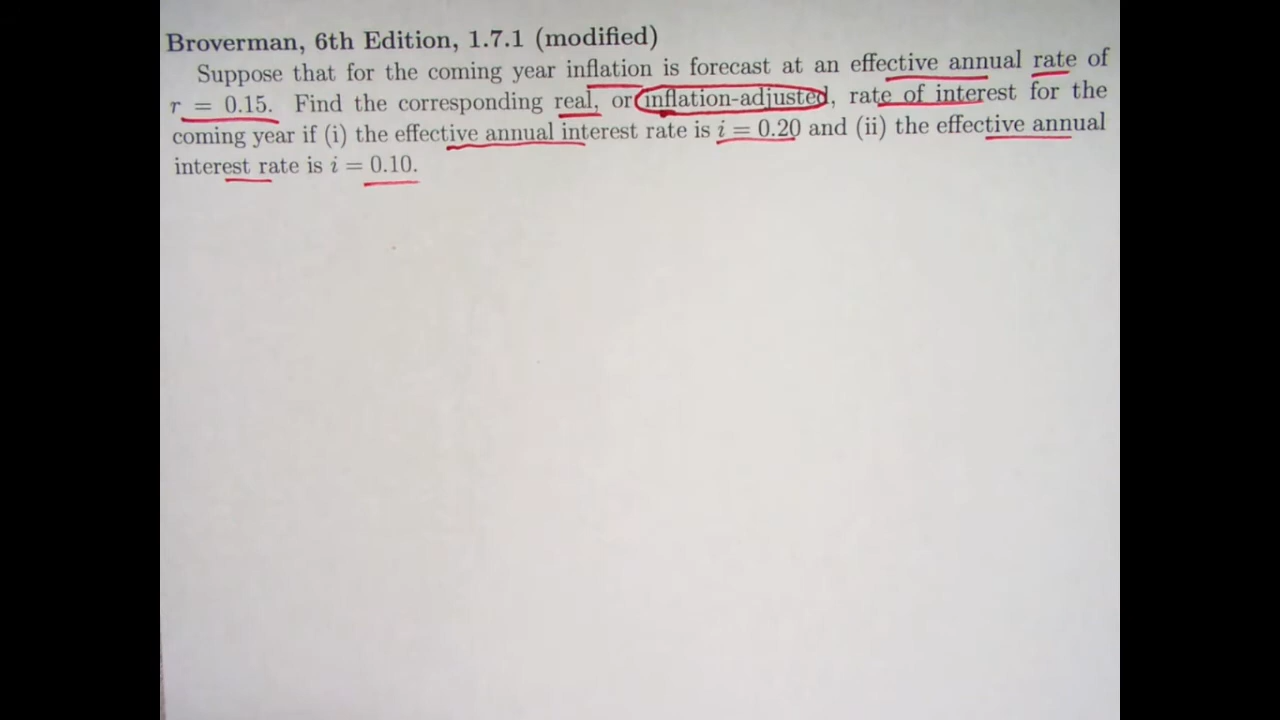 Broverman, 6th Edition, 1.7.1 (modified)
Suppose that for the coming year inflation is forecast at an effective annual rate of
r = 0.15. Find the corresponding real, or inflation-adjusted, rate of interest for the
coming year if (i) the effective annual interest rate is i = 0.20 and (ii) the effective annual
interest rate is i = 0.10.